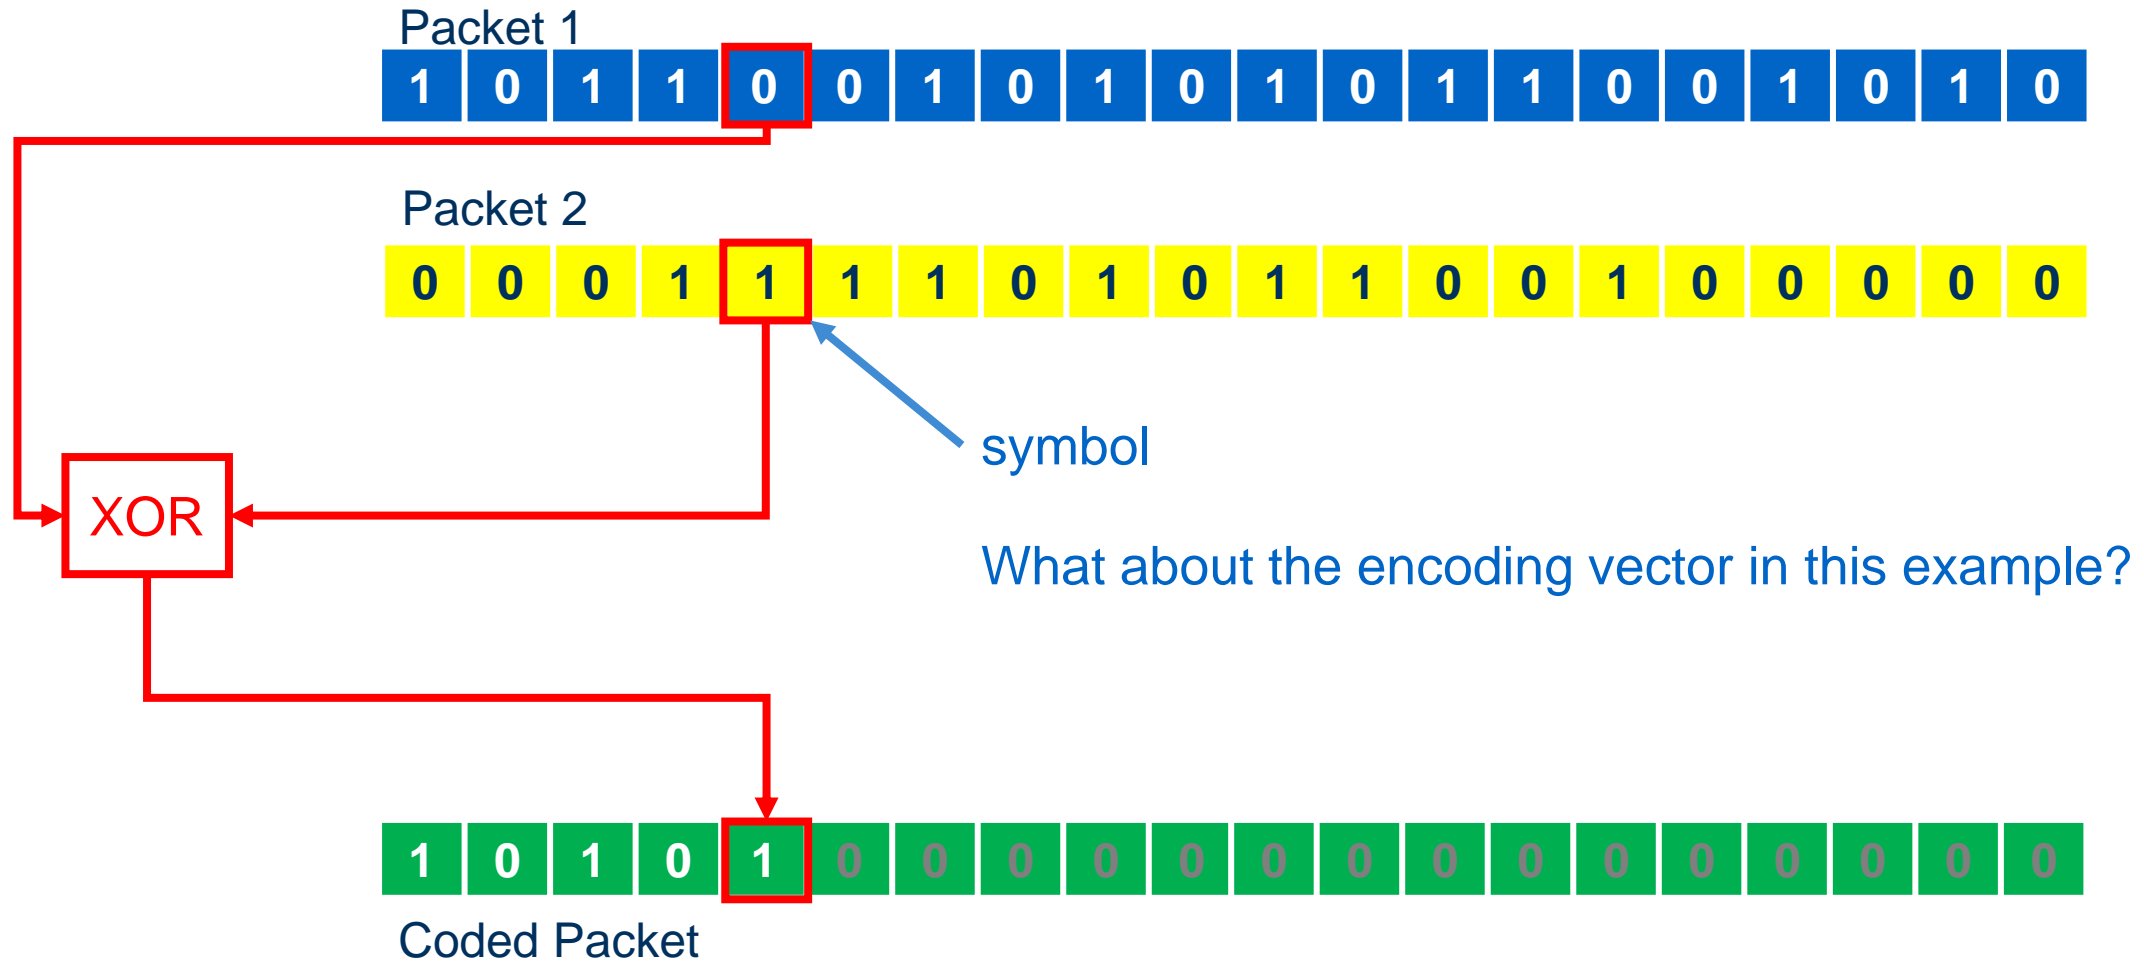 Packet 1
1 0 1 1 0 0 1 0 1 0 1 0 1 1 0 0 1 0 1 0
Packet 2
0 0 0 1 1 1 1 0 1 0 1 1 0 0 1 0 0 0 0 0
symbol
XOR
What about the encoding vector in this example?
1 0 1 0 1 0 0 0 0 0 0 0 0 0 0 0 0 0 0 0
Coded Packet